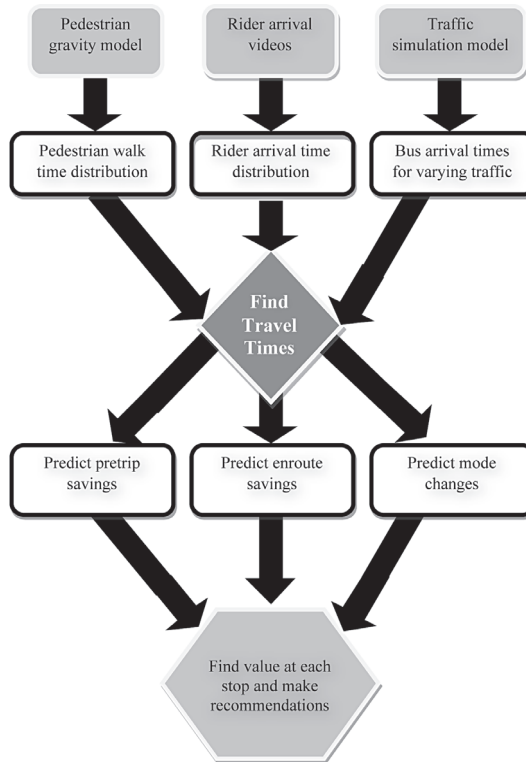 Pedestrian
gravity model
Rider arrival
videos
Traffic
simulation model
Pedestrian walk
time distribution
Rider arrival time
distribution
Bus arrival times
for varying traffic
Find
Travel
Times
Predict pretrip
savings
Predict enroute
savings
Predict mode
changes
Find value at each
stop and make
recommendations